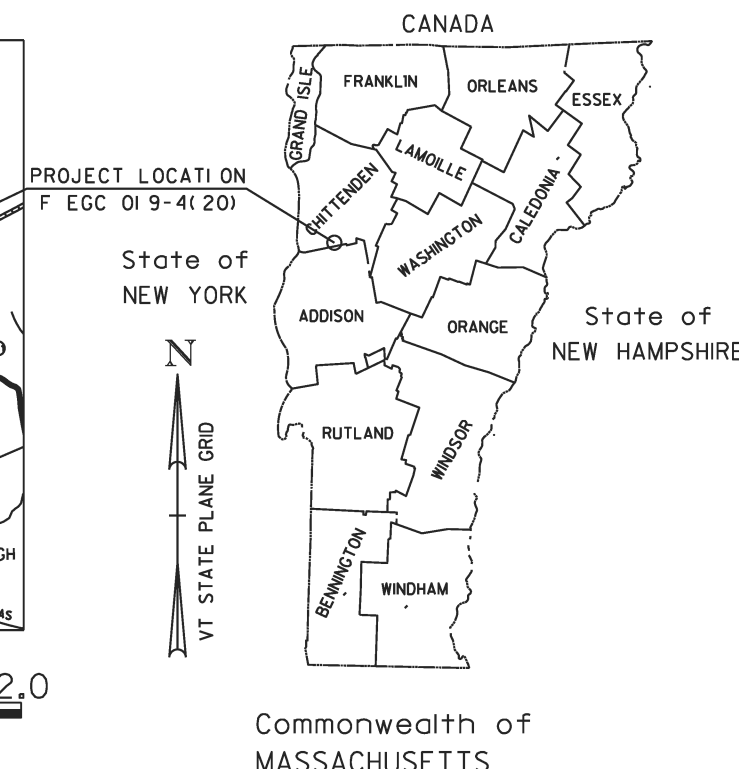 CANADA
FRANKLIN
ORLEANS
ESSEX
GRAND ISLE
LAMOILLE
PROJECT LOCATION
F EGC 019-4(20)
CHITTENDEN
CALEDONIA
WASHINGTON
State of
NEW YORK
ADDISON
ORANGE
State of
NEW HAMPSHIRE
N
VT STATE PLANE GRID
RUTLAND
WINDSOR
GH
BENNINGTON
WINDHAM
2.0
Commonwealth of
MASSACHUSETTS